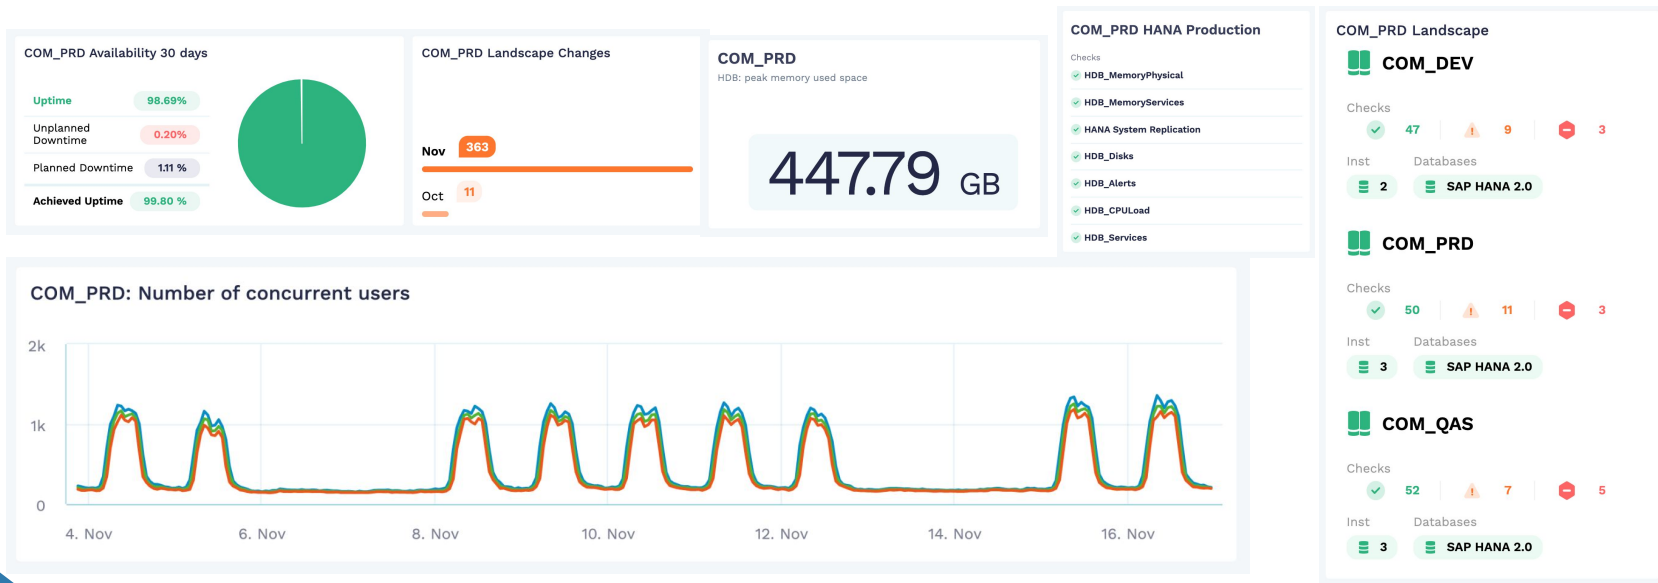 COM_PRD Availability 30 days
Uptime 98.69%
Unplanned
Downtime
0.20%
Planned Downtime 1.11 %
Achieved Uptime 99.80 %
COM_PRD Landscape Changes
Nov 363
Oct 11
COM_PRD
HDB: peak memory used space
447.79 GB
COM_PRD HANA Production
Checks
HDB_MemoryPhysical
HDB_MemoryServices
HANA System Replication
HDB_Disks
HDB_Alerts
HDB_CPULoad
HDB_Services
COM_PRD Landscape
COM_DEV
Checks
47 9 3
Inst Databases
2 SAP HANA 2.0
COM_PRD
Checks
50 11 3
Inst Databases
3 SAP HANA 2.0
COM_QAS
Checks
52 7 5
Inst Databases
3 SAP HANA 2.0
COM_PRD: Number of concurrent users
2k
1k
0
4. Nov 6. Nov 8. Nov 10. Nov 12. Nov 14. Nov 16. Nov